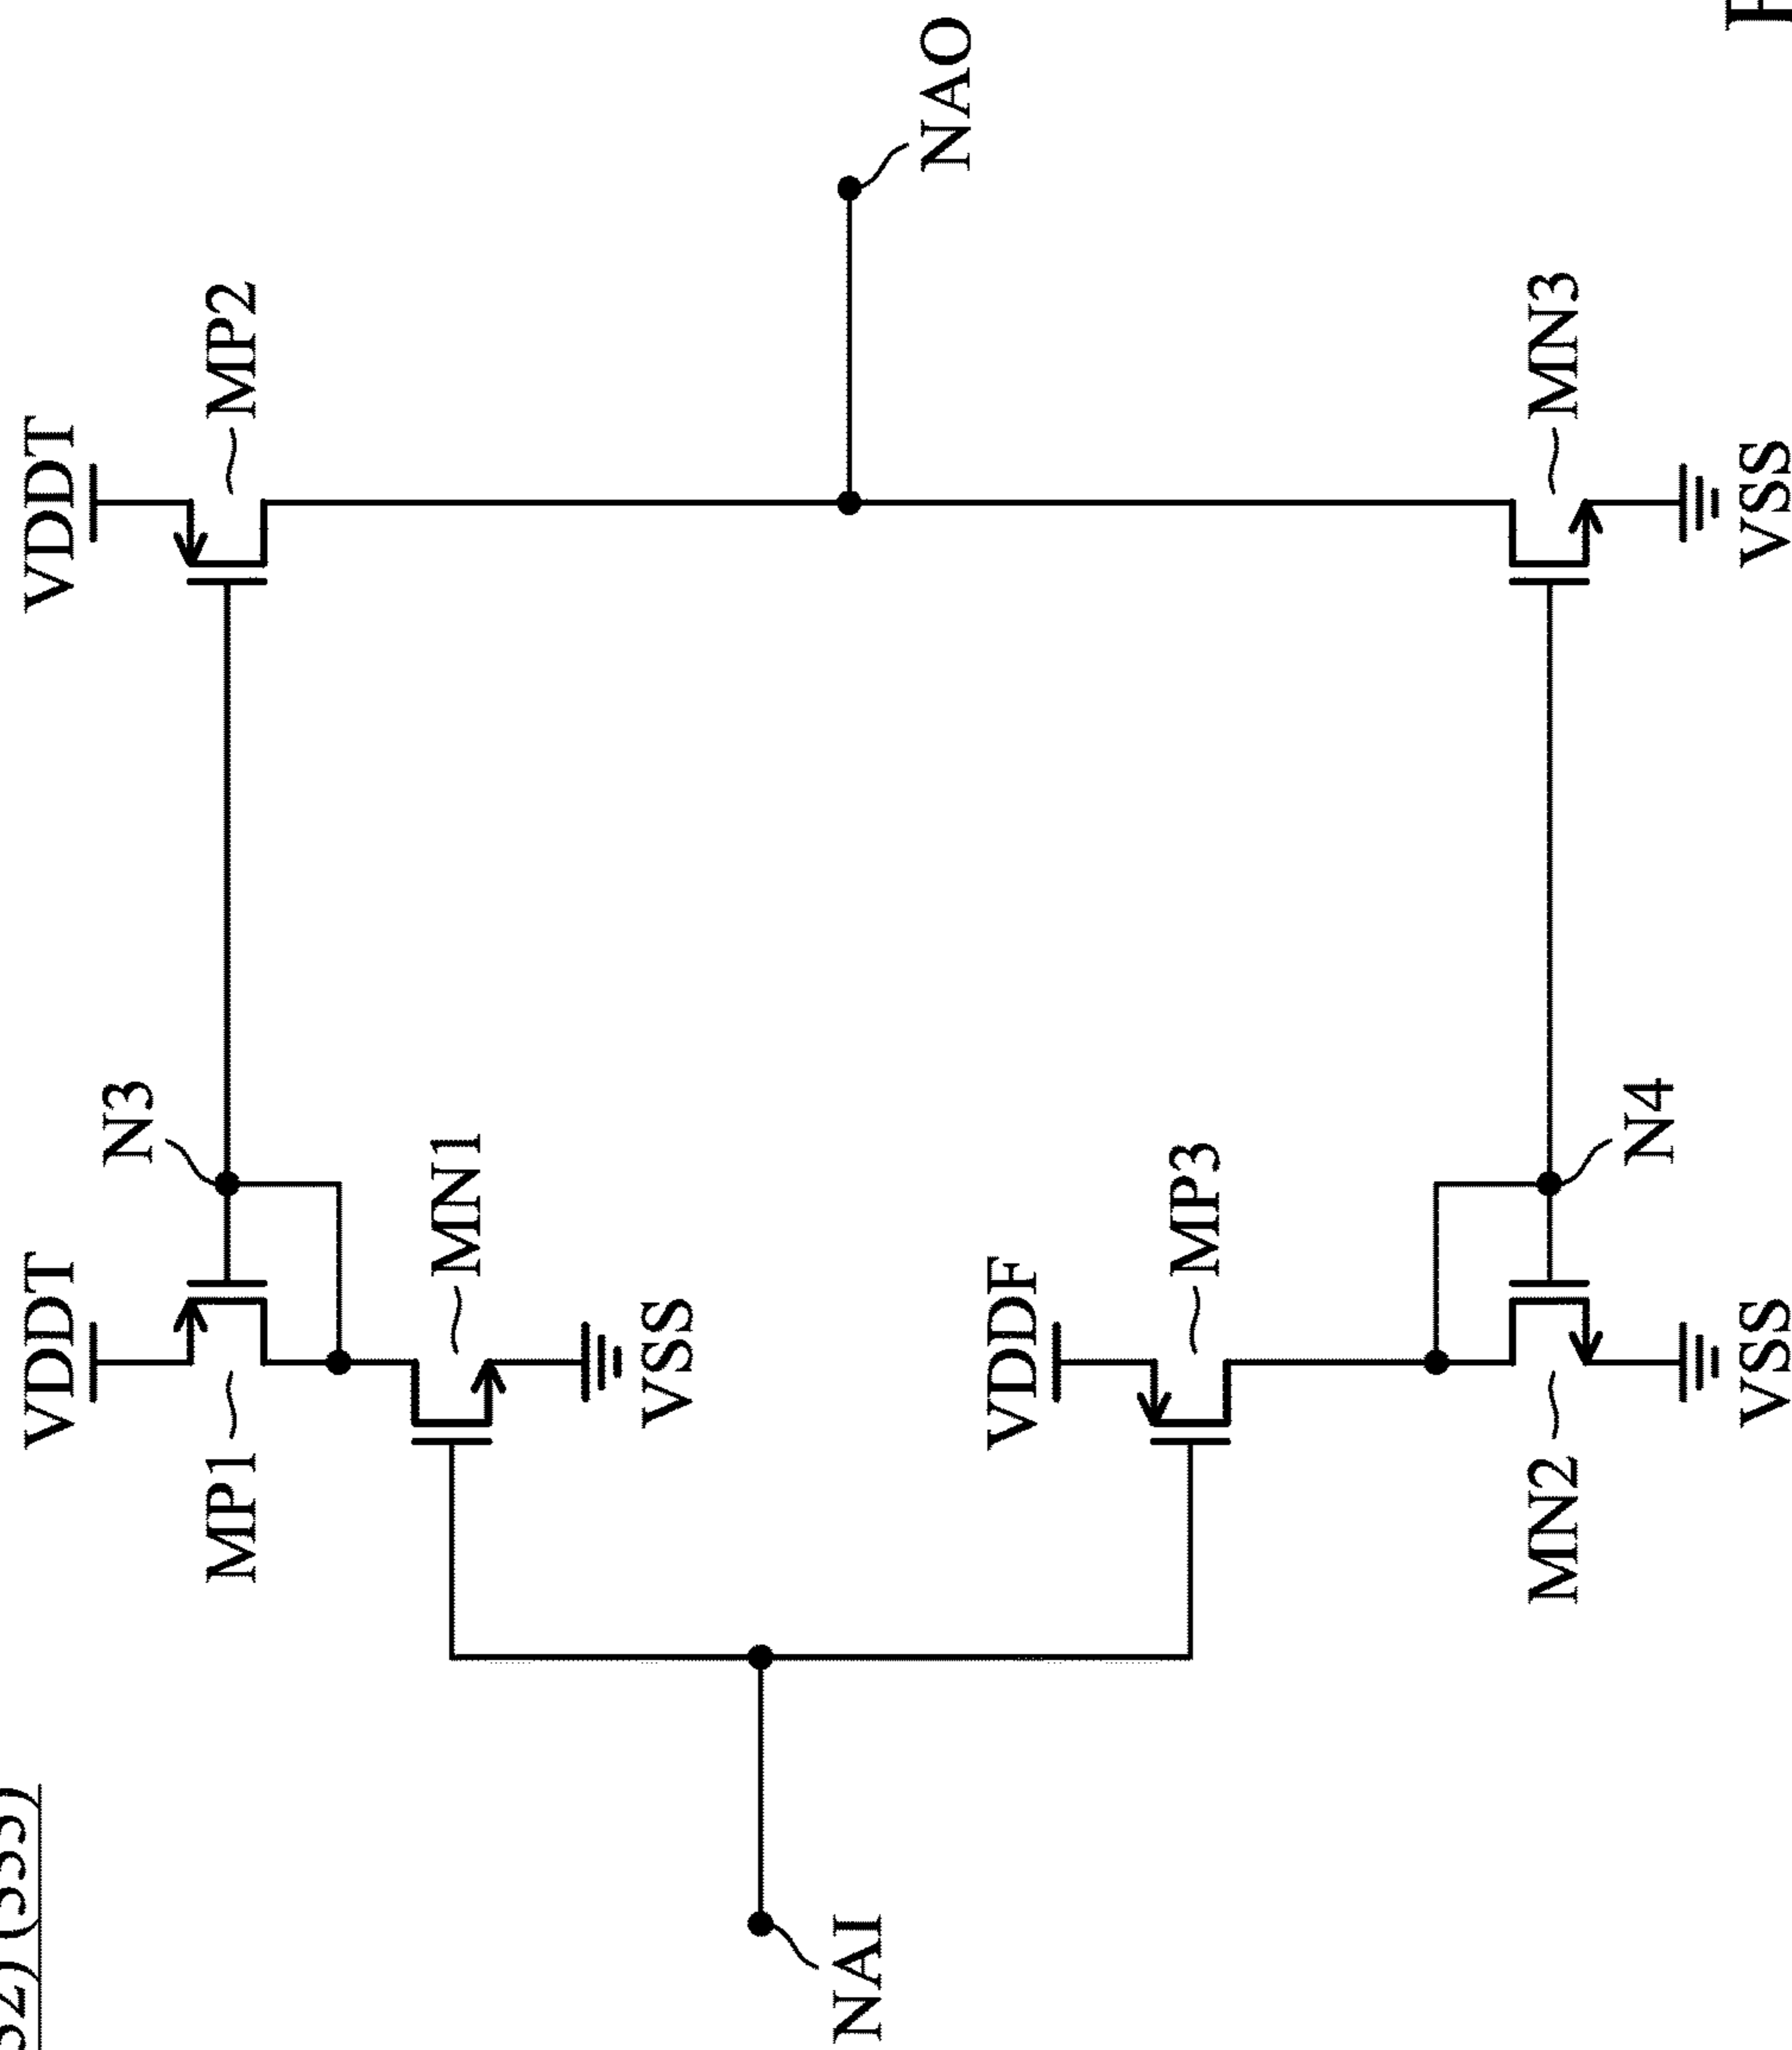 VDDT
VDDT
N3
MP1
MP2
MN1
VSS
NAI
NAO
VDDF
MP3
N4
MN2
MN3
VSS
VSS